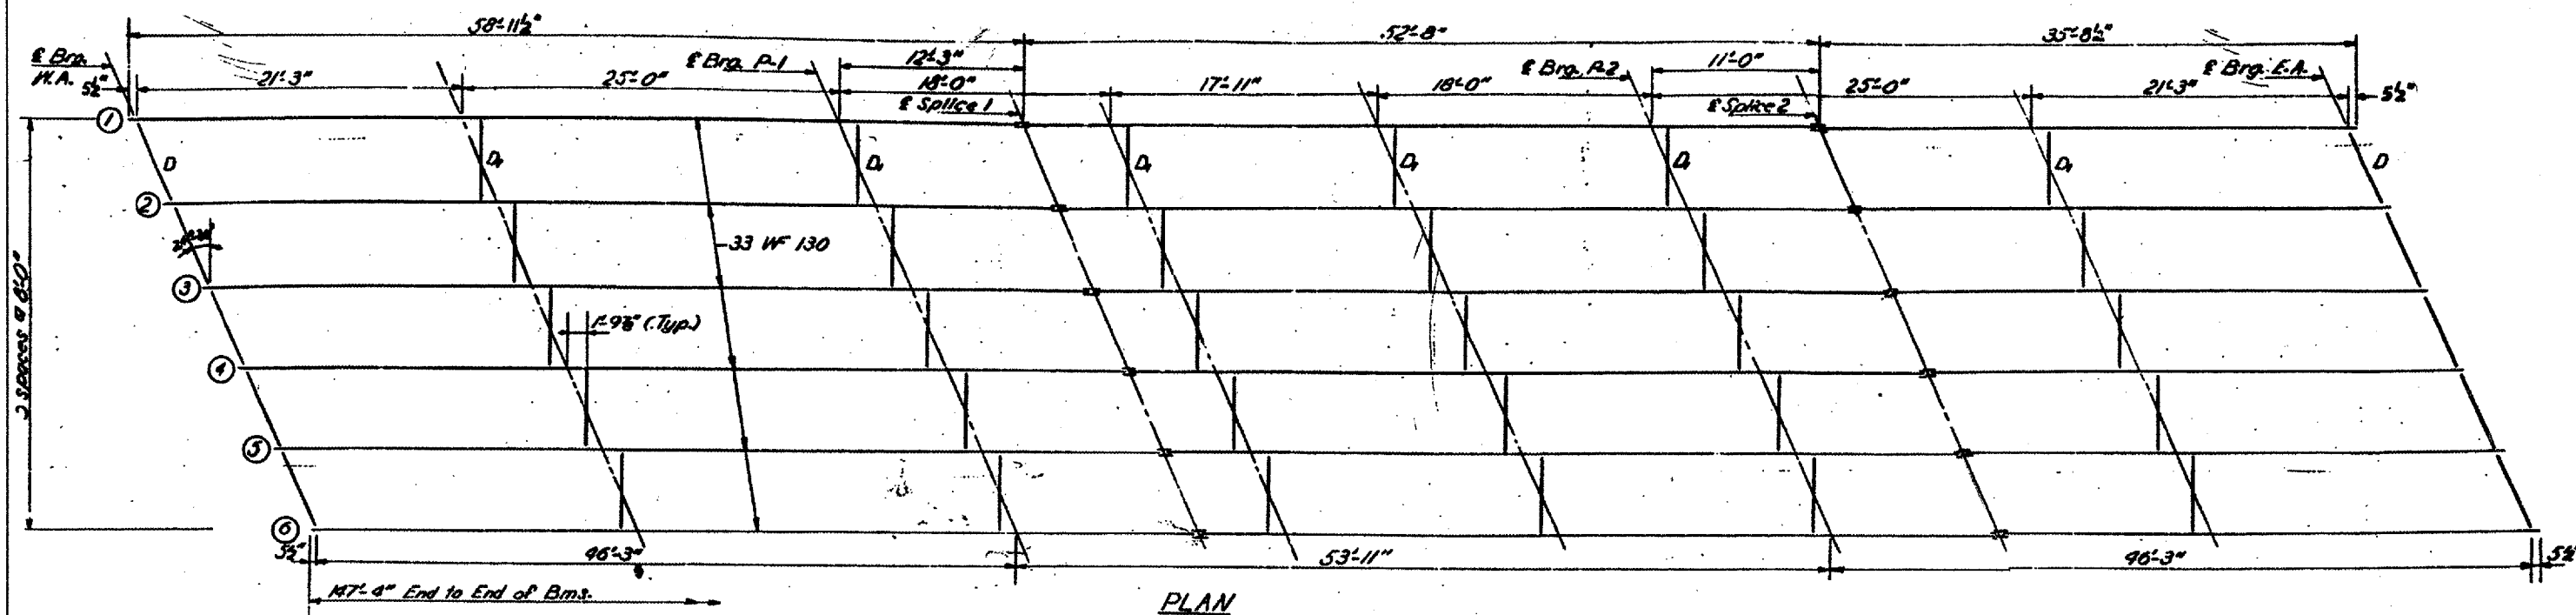 58'-11½"
52'-8"
35'-8½"
℄ Brg. W.A.
5½"
21'-3"
25'-0"
℄ Brg. P-1
12'-3"
18'-0"
℄ Splice 1
17'-11"
18'-0"
℄ Brg. P-2
11'-0"
℄ Splice 2
25'-0"
℄ Brg. E.A.
21'-3"
5½"
1
D
D₁
D₁
D₁
D₁
D₁
D₁
D
2
33 WF 130
3
(Typ.)
4
5
6
spaces @ 8'-0"
5½"
46'-3"
53'-11"
46'-3"
5½"
147'-4" End to End of Bms.
PLAN